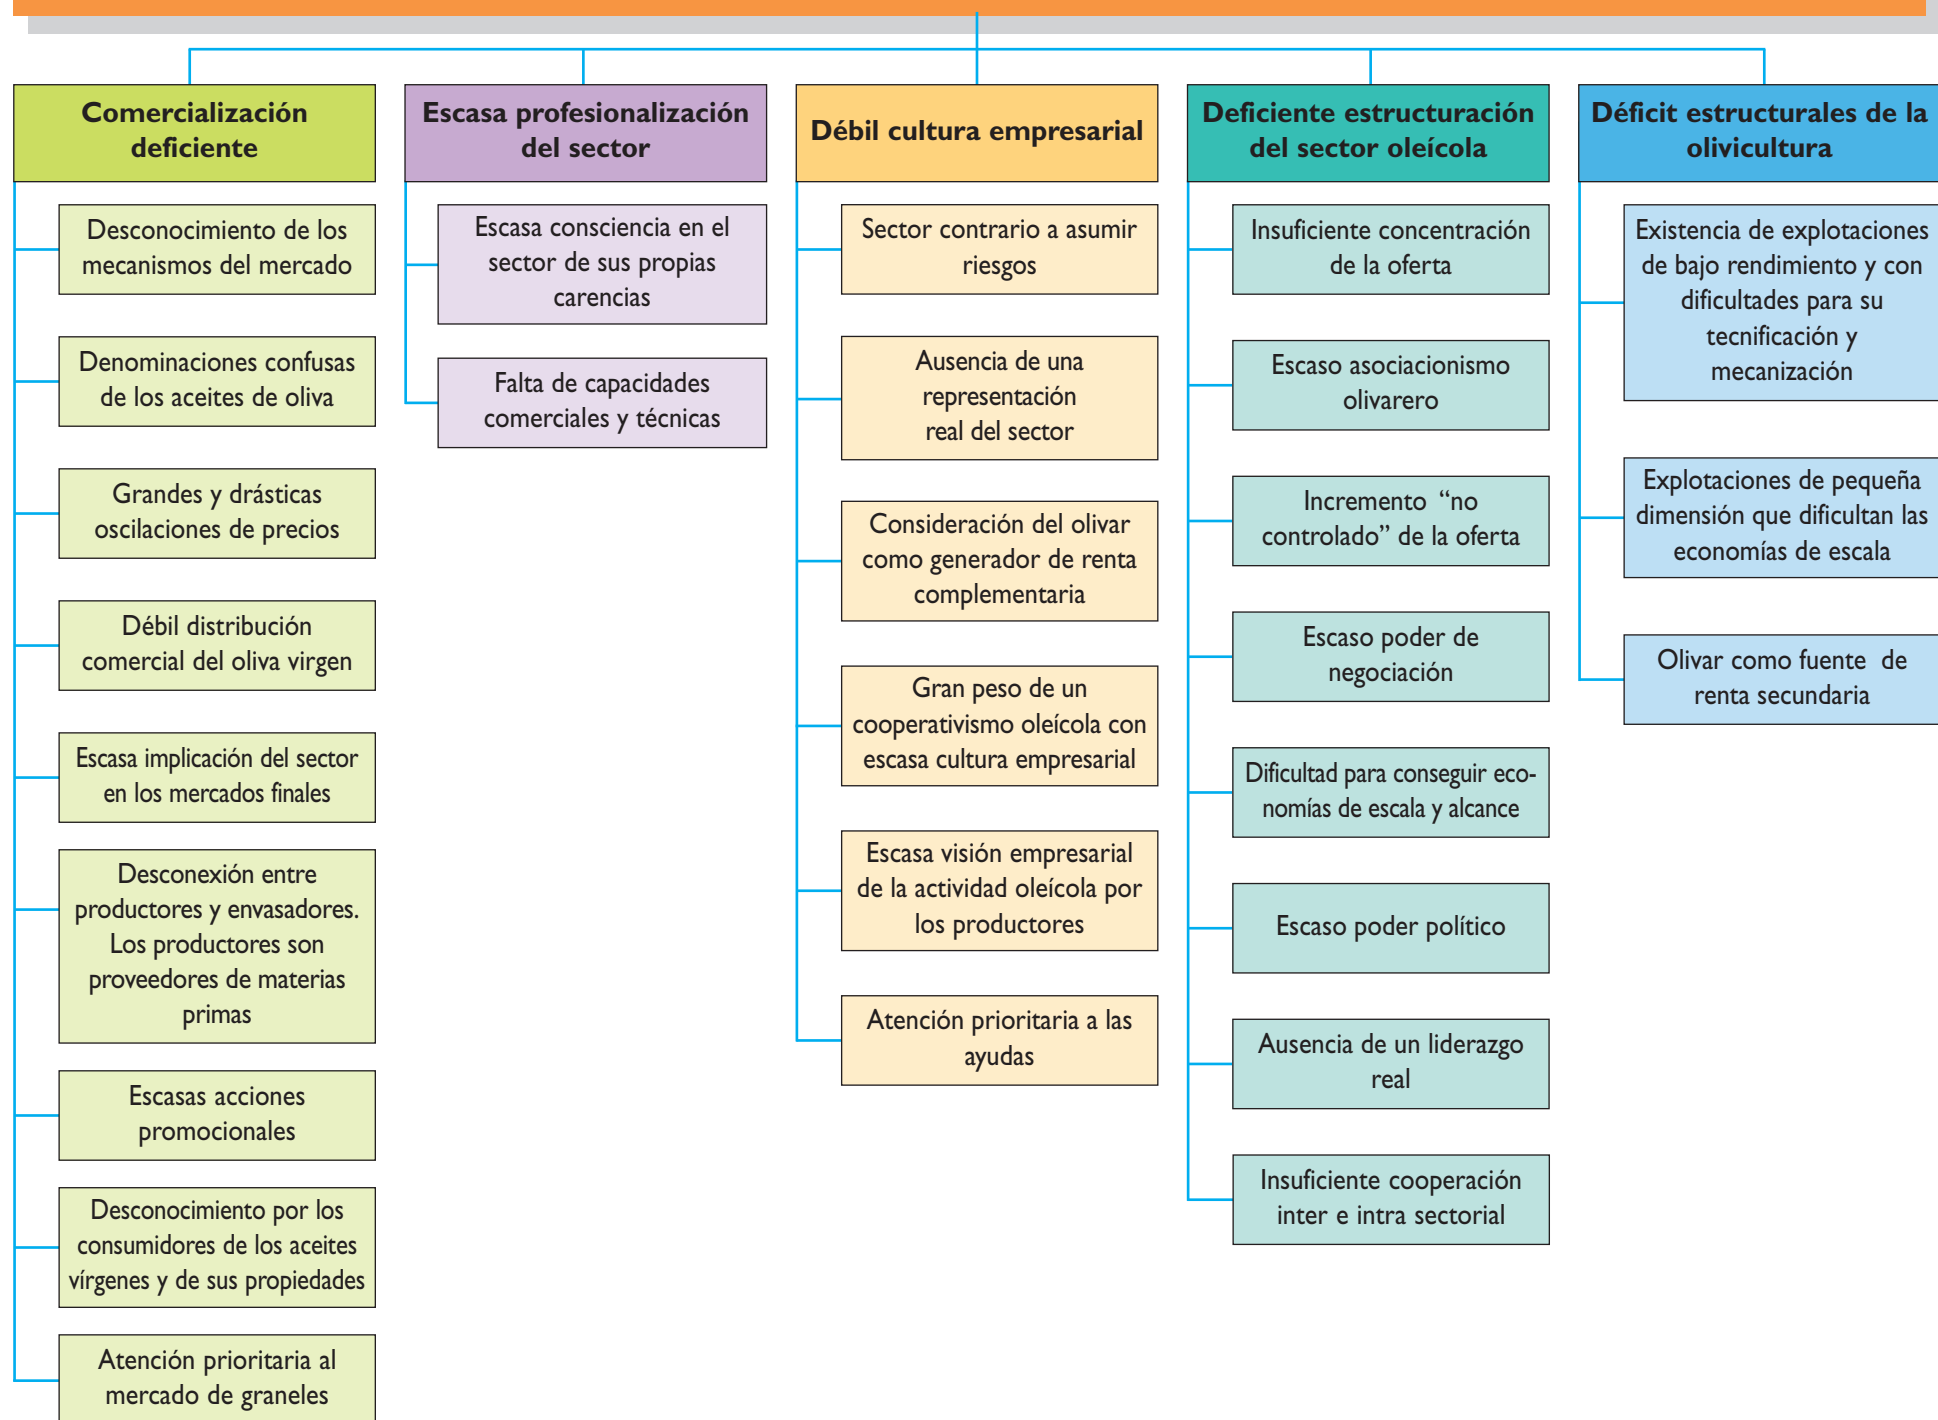 Comercialización
deficiente
Desconocimiento de los
mecanismos del mercado
Denominaciones confusas
de los aceites de oliva
Grandes y drásticas
oscilaciones de precios
Débil distribución
comercial del oliva virgen
Escasa implicación del sector
en los mercados finales
Desconexión entre
productores y envasadores.
Los productores son
proveedores de materias
primas
Escasas acciones
promocionales
Desconocimiento por los
consumidores de los aceites
vírgenes y de sus propiedades
Atención prioritaria al
mercado de graneles
Escasa profesionalización
del sector
Escasa consciencia en el
sector de sus propias
carencias
Falta de capacidades
comerciales y técnicas
Débil cultura empresarial
Sector contrario a asumir
riesgos
Ausencia de una
representación
real del sector
Consideración del olivar
como generador de renta
complementaria
Gran peso de un
cooperativismo oleícola con
escasa cultura empresarial
Escasa visión empresarial
de la actividad oleícola por
los productores
Atención prioritaria a las
ayudas
Deficiente estructuración
del sector oleícola
Insuficiente concentración
de la oferta
Escaso asociacionismo
olivarero
Incremento “no
controlado” de la oferta
Escaso poder de
negociación
Dificultad para conseguir eco-
nomías de escala y alcance
Escaso poder político
Ausencia de un liderazgo
real
Insuficiente cooperación
inter e intra sectorial
Déficit estructurales de la
olivicultura
Existencia de explotaciones
de bajo rendimiento y con
dificultades para su
tecnificación y
mecanización
Explotaciones de pequeña
dimensión que dificultan las
economías de escala
Olivar como fuente de
renta secundaria